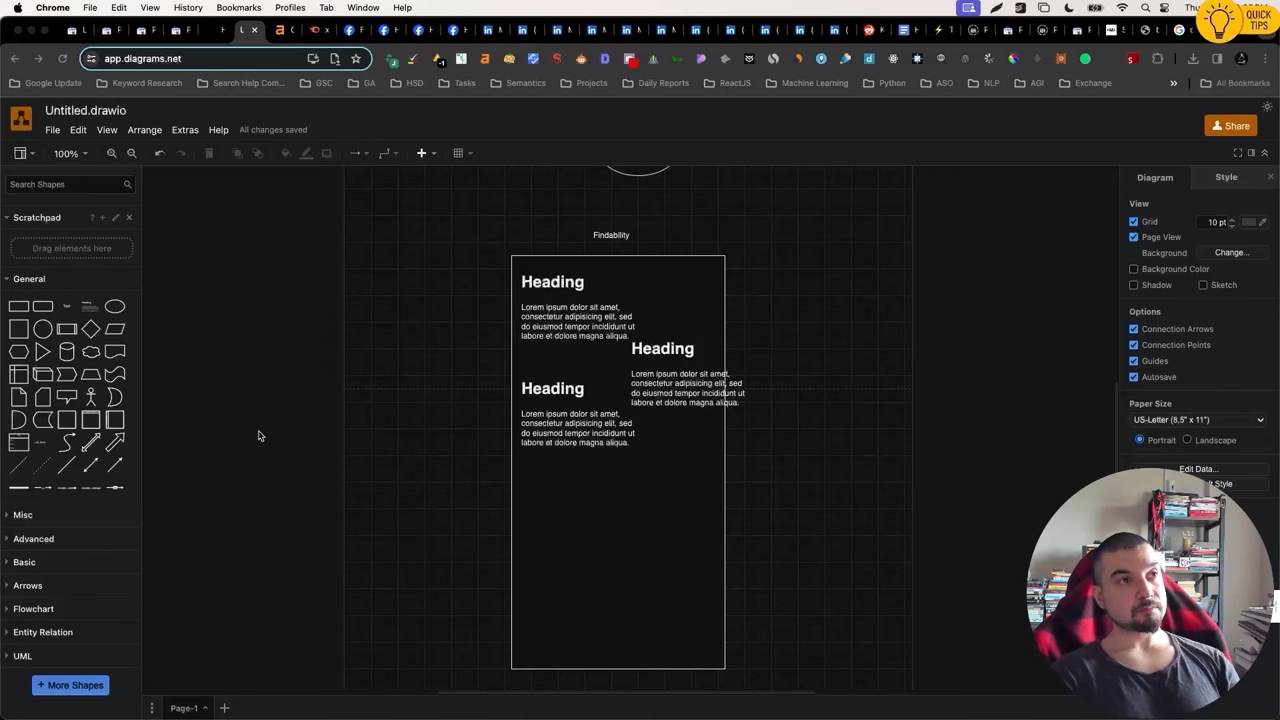 Chrome File Edit View History Bookmarks Profiles Tab Window Help
QUICK
TIPS
app.diagrams.net
Google Update Keyword Research Search Help Com... GSC GA HSD Tasks Semantics Projects Daily Reports ReactJS Machine Learning Python ASO NLP AGI Exchange » All Bookmarks
Untitled.drawio
File Edit View Arrange Extras Help All changes saved
Share
100%
Search Shapes
Diagram Style
Scratchpad
Drag elements here
General
Misc
Advanced
Basic
Arrows
Flowchart
Entity Relation
UML
+ More Shapes
Findability
Heading
Lorem ipsum dolor sit amet,
consectetur adipisicing elit, sed
do eiusmod tempor incididunt ut
labore et dolore magna aliqua.
Heading
Lorem ipsum dolor sit amet,
consectetur adipisicing elit, sed
do eiusmod tempor incididunt ut
labore et dolore magna aliqua.
Heading
Lorem ipsum dolor sit amet,
consectetur adipisicing elit, sed
do eiusmod tempor incididunt ut
labore et dolore magna aliqua.
View
Grid 10 pt
Page View
Background Change...
Background Color
Shadow Sketch
Options
Connection Arrows
Connection Points
Guides
Autosave
Paper Size
US-Letter (8,5" x 11")
Portrait Landscape
Edit Data...
Style
Page-1